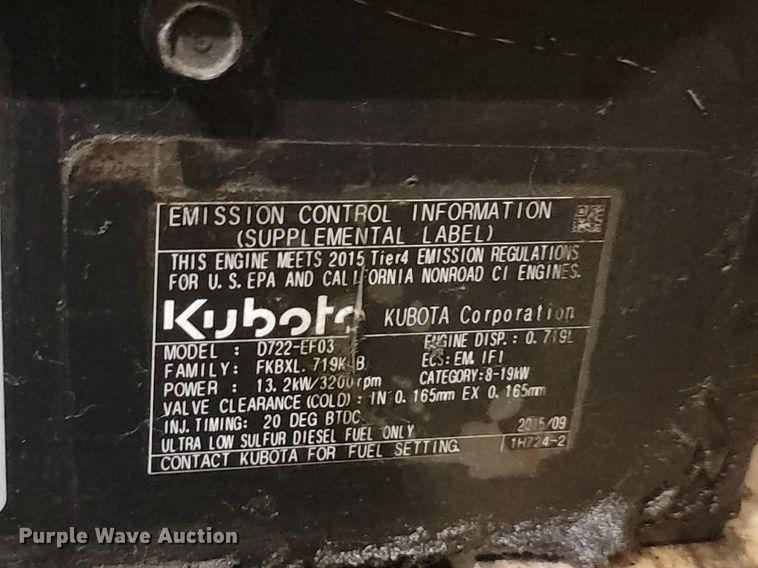 EMISSION CONTROL INFORMATION
(SUPPLEMENTAL LABEL)
THIS ENGINE MEETS 2015 Tier4 EMISSION REGULATIONS
FOR U.S. EPA AND CALIFORNIA NONROAD CI ENGINES.
Kubota KUBOTA Corporation
MODEL : D722-EF03 ENGINE DISP.: 0.719L
FAMILY: ECS: EM, IFI
POWER : 13.2kW/3200rpm CATEGORY:8-19kW
VALVE CLEARANCE (COLD): IN 0.165mm EX 0.165mm
INJ. TIMING: 20 DEG BTDC 2015/09
ULTRA LOW SULFUR DIESEL FUEL ONLY 1H724-2
CONTACT KUBOTA FOR FUEL SETTING.
Purple Wave Auction